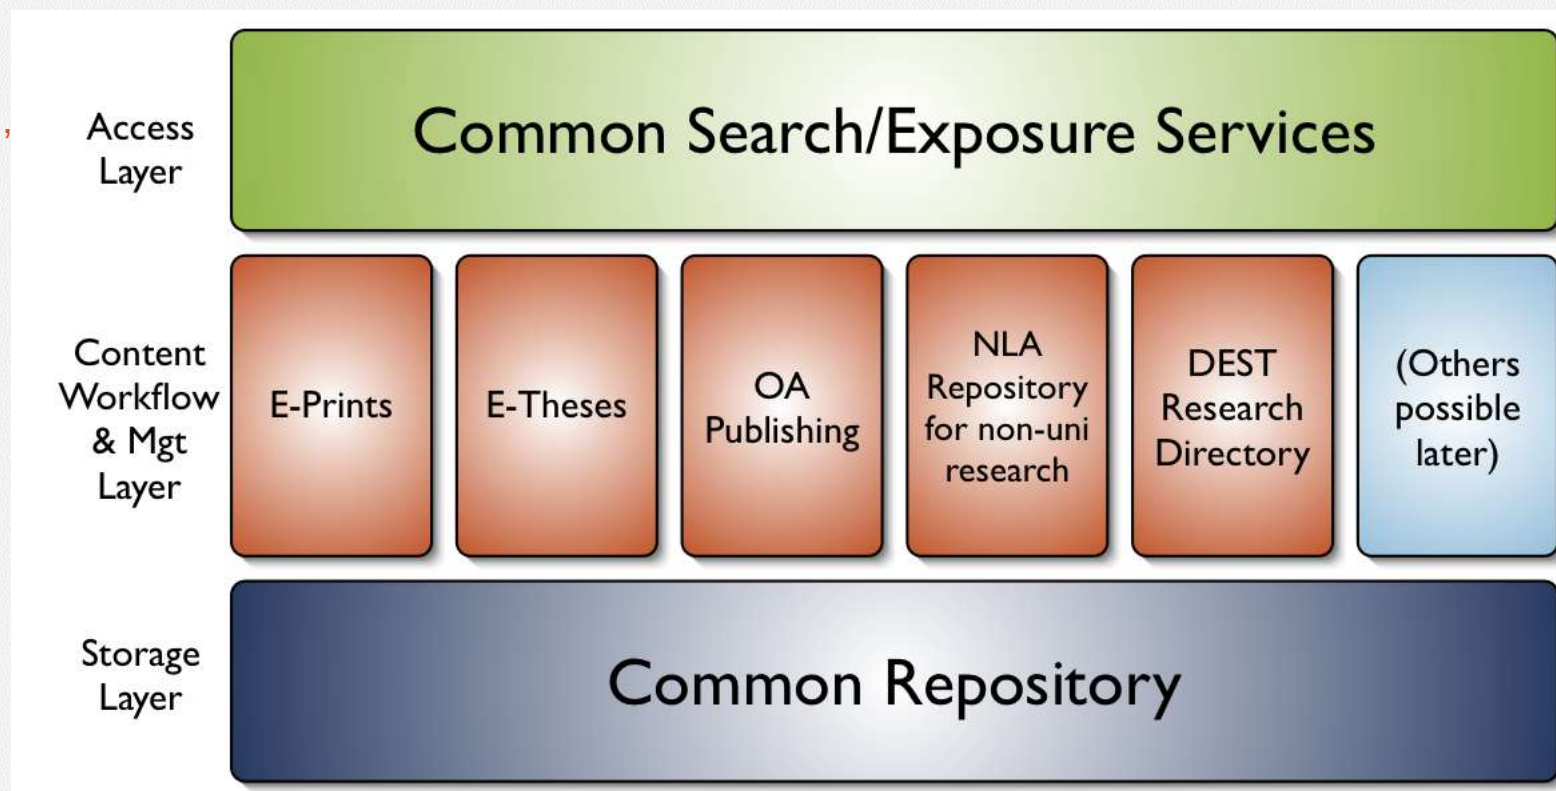 Access
Layer
Common Search/Exposure Services
Content
Workflow
& Mgt
Layer
E-Prints
E-Theses
OA
Publishing
NLA
Repository
for non-uni
research
DEST
Research
Directory
(Others
possible
later)
Storage
Layer
Common Repository